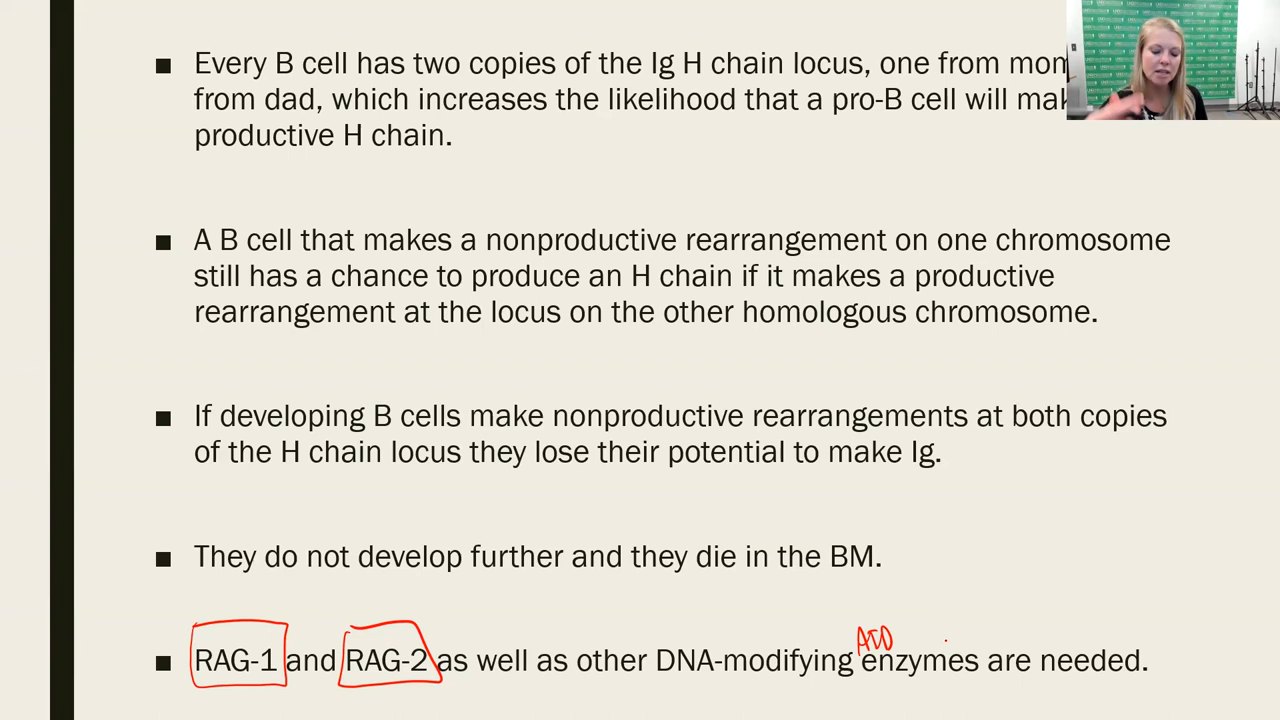 ■ Every B cell has two copies of the Ig H chain locus, one from mom
from dad, which increases the likelihood that a pro-B cell will
productive H chain.
■ A B cell that makes a nonproductive rearrangement on one chromosome
still has a chance to produce an H chain if it makes a productive
rearrangement at the locus on the other homologous chromosome.
■ If developing B cells make nonproductive rearrangements at both copies
of the H chain locus they lose their potential to make Ig.
■ They do not develop further and they die in the BM.
■ RAG-1 and RAG-2 as well as other DNA-modifying enzymes are needed.